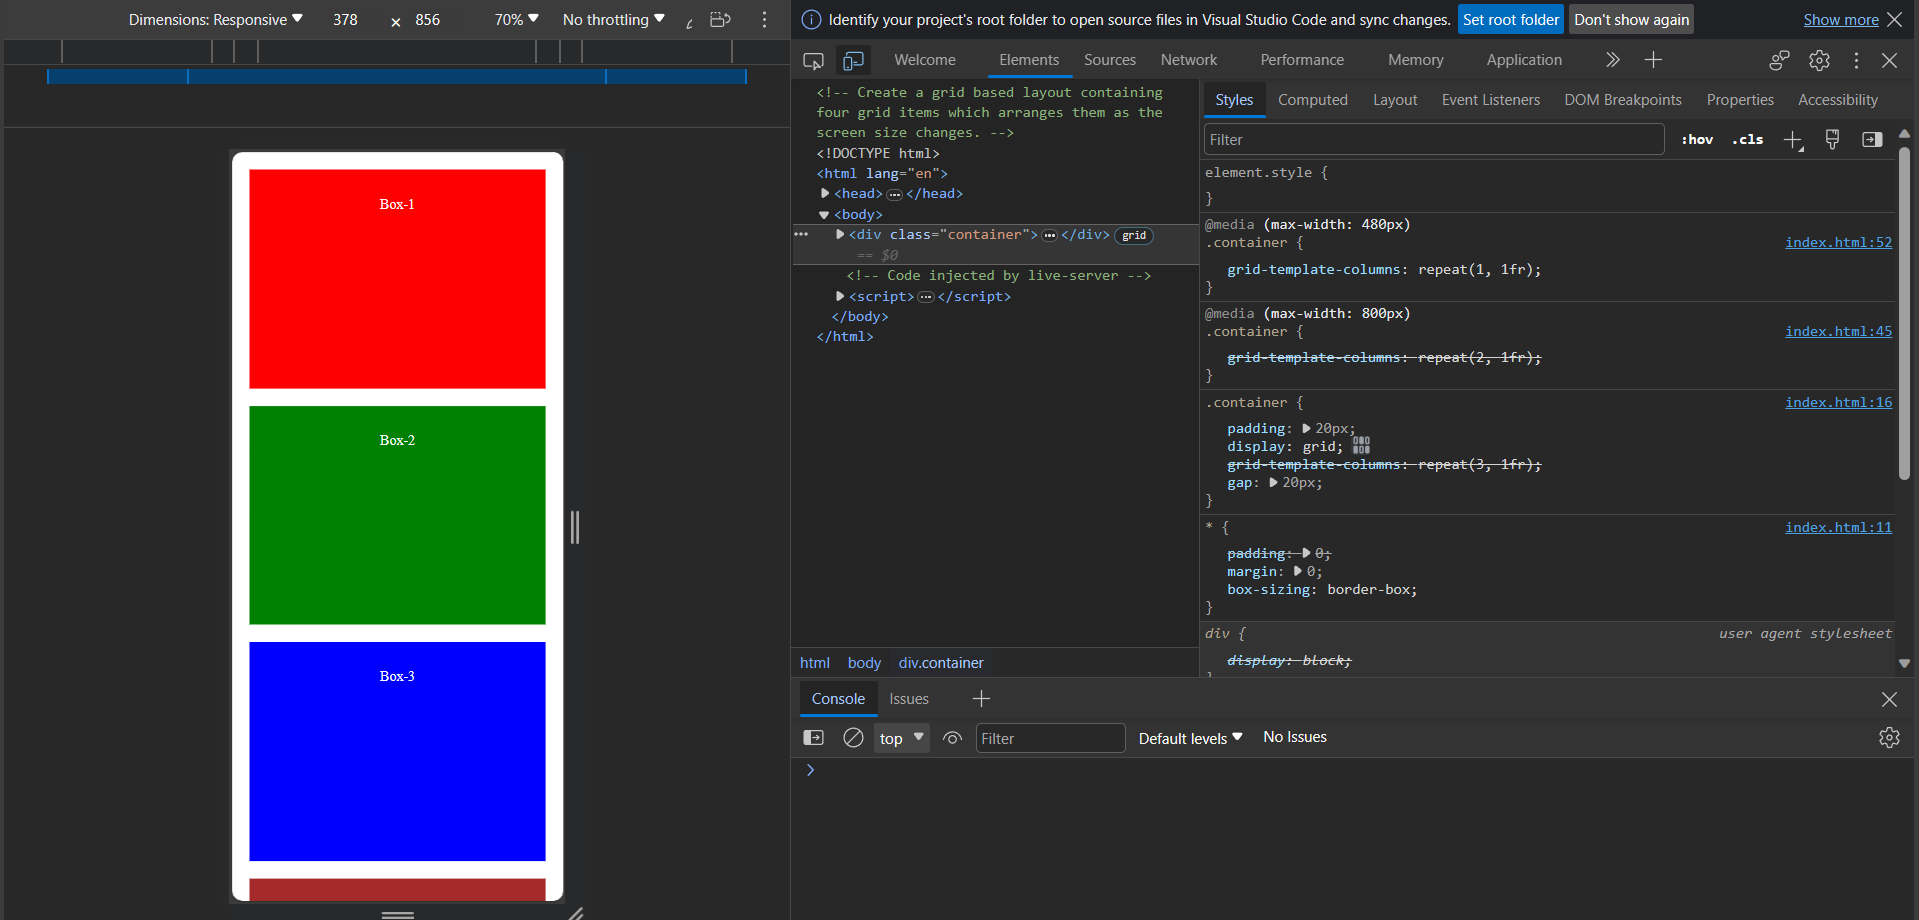 Dimensions: Responsive 378 × 856 70% No throttling
Box-1
Box-2
Box-3
Identify your project's root folder to open source files in Visual Studio Code and sync changes. Set root folder Don't show again Show more
Welcome Elements Sources Network Performance Memory Application
<!-- Create a grid based layout containing
four grid items which arranges them as the
screen size changes. -->
<!DOCTYPE html>
<html lang="en">
<head>…</head>
<body>
<div class="container">…</div> grid
== $0
<!-- Code injected by live-server -->
<script>…</script>
</body>
</html>
html body div.container
Styles Computed Layout Event Listeners DOM Breakpoints Properties Accessibility
Filter :hov .cls
element.style {
}
@media (max-width: 480px)
.container { index.html:52
grid-template-columns: repeat(1, 1fr);
}
@media (max-width: 800px)
.container { index.html:45
grid-template-columns: repeat(2, 1fr);
}
.container { index.html:16
padding: 20px;
display: grid;
grid-template-columns: repeat(3, 1fr);
gap: 20px;
}
* { index.html:11
padding: 0;
margin: 0;
box-sizing: border-box;
}
div { user agent stylesheet
display: block;
}
Console Issues
top Filter Default levels No Issues